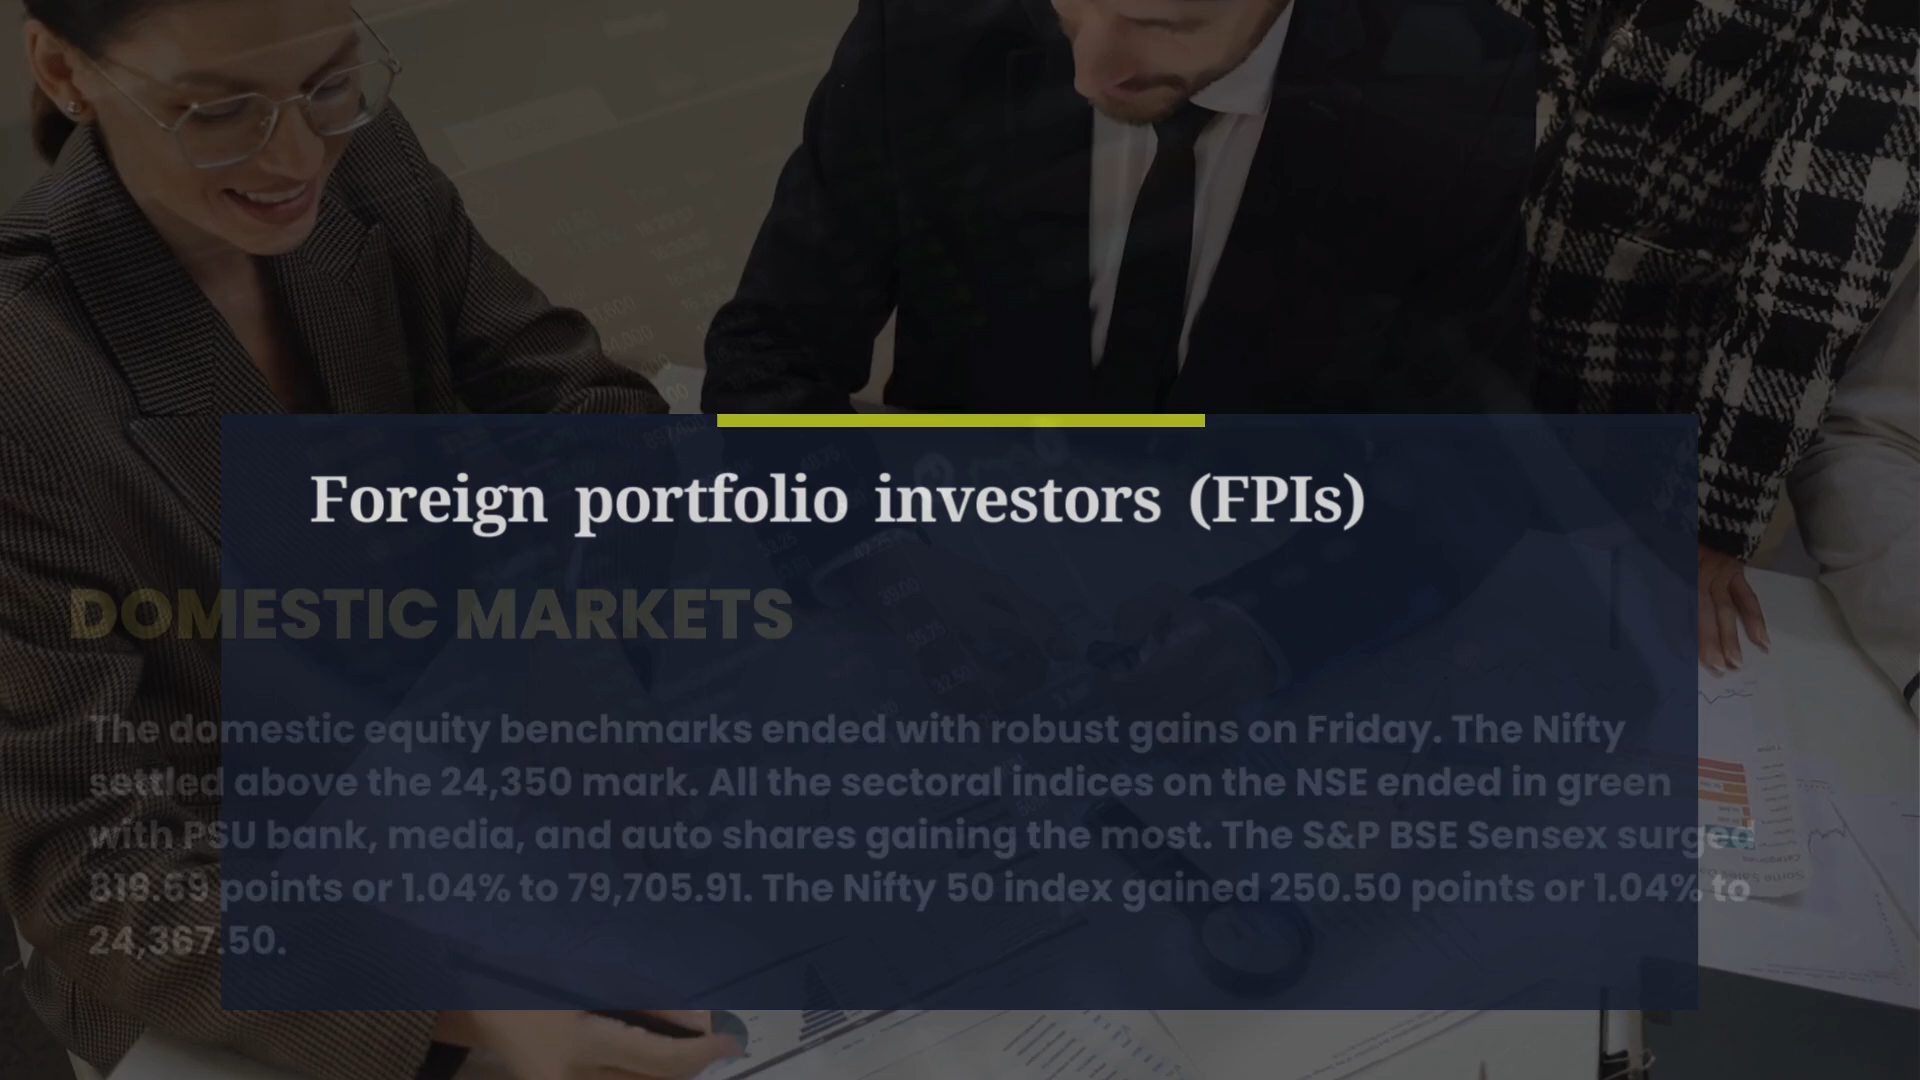 Foreign portfolio investors (FPIs)
DOMESTIC MARKETS
The domestic equity benchmarks ended with robust gains on Friday. The Nifty
settled above the 24,350 mark. All the sectoral indices on the NSE ended in green
with PSU bank, media, and auto shares gaining the most. The S&P BSE Sensex surged
819.69 points or 1.04% to 79,705.91. The Nifty 50 index gained 250.50 points or 1.04% to
24,367.50.